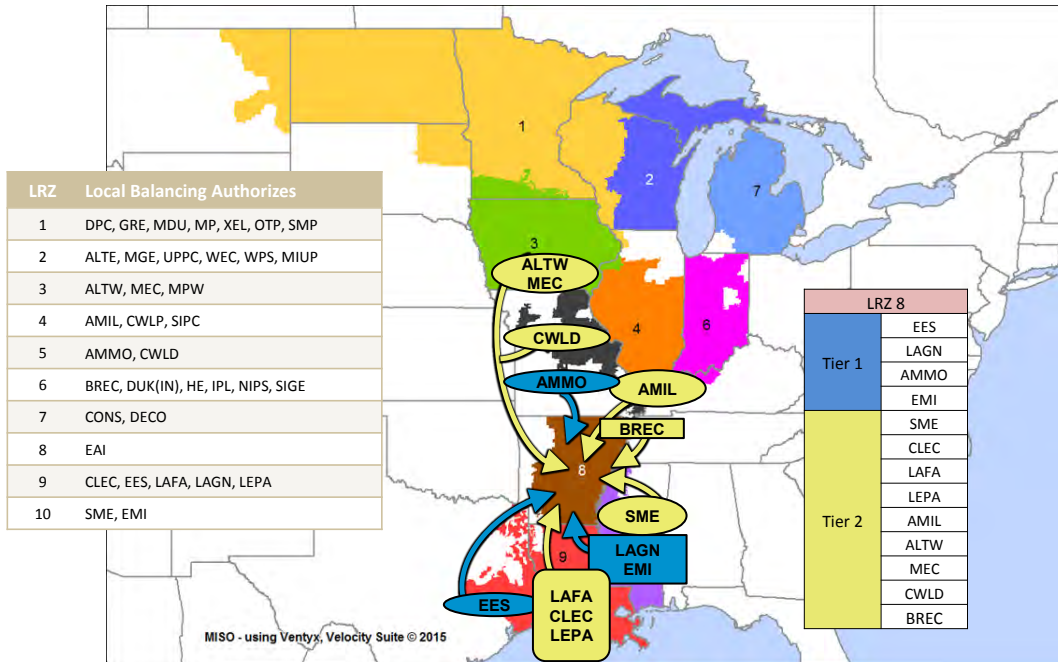 LRZ Local Balancing Authorizes
1 DPC, GRE, MDU, MP, XEL, OTP, SMP
2 ALTE, MGE, UPPC, WEC, WPS, MIUP
3 ALTW, MEC, MPW
4 AMIL, CWLP, SIPC
5 AMMO, CWLD
6 BREC, DUK(IN), HE, IPL, NIPS, SIGE
7 CONS, DECO
8 EAI
9 CLEC, EES, LAFA, LAGN, LEPA
10 SME, EMI
1
2
7
3
ALTW
MEC
4
6
CWLD
AMMO
AMIL
BREC
8
SME
9
LAGN
EMI
EES
LAFA
CLEC
LEPA
MISO - using Ventyx, Velocity Suite © 2015
LRZ 8
Tier 1
EES
LAGN
AMMO
EMI
Tier 2
SME
CLEC
LAFA
LEPA
AMIL
ALTW
MEC
CWLD
BREC